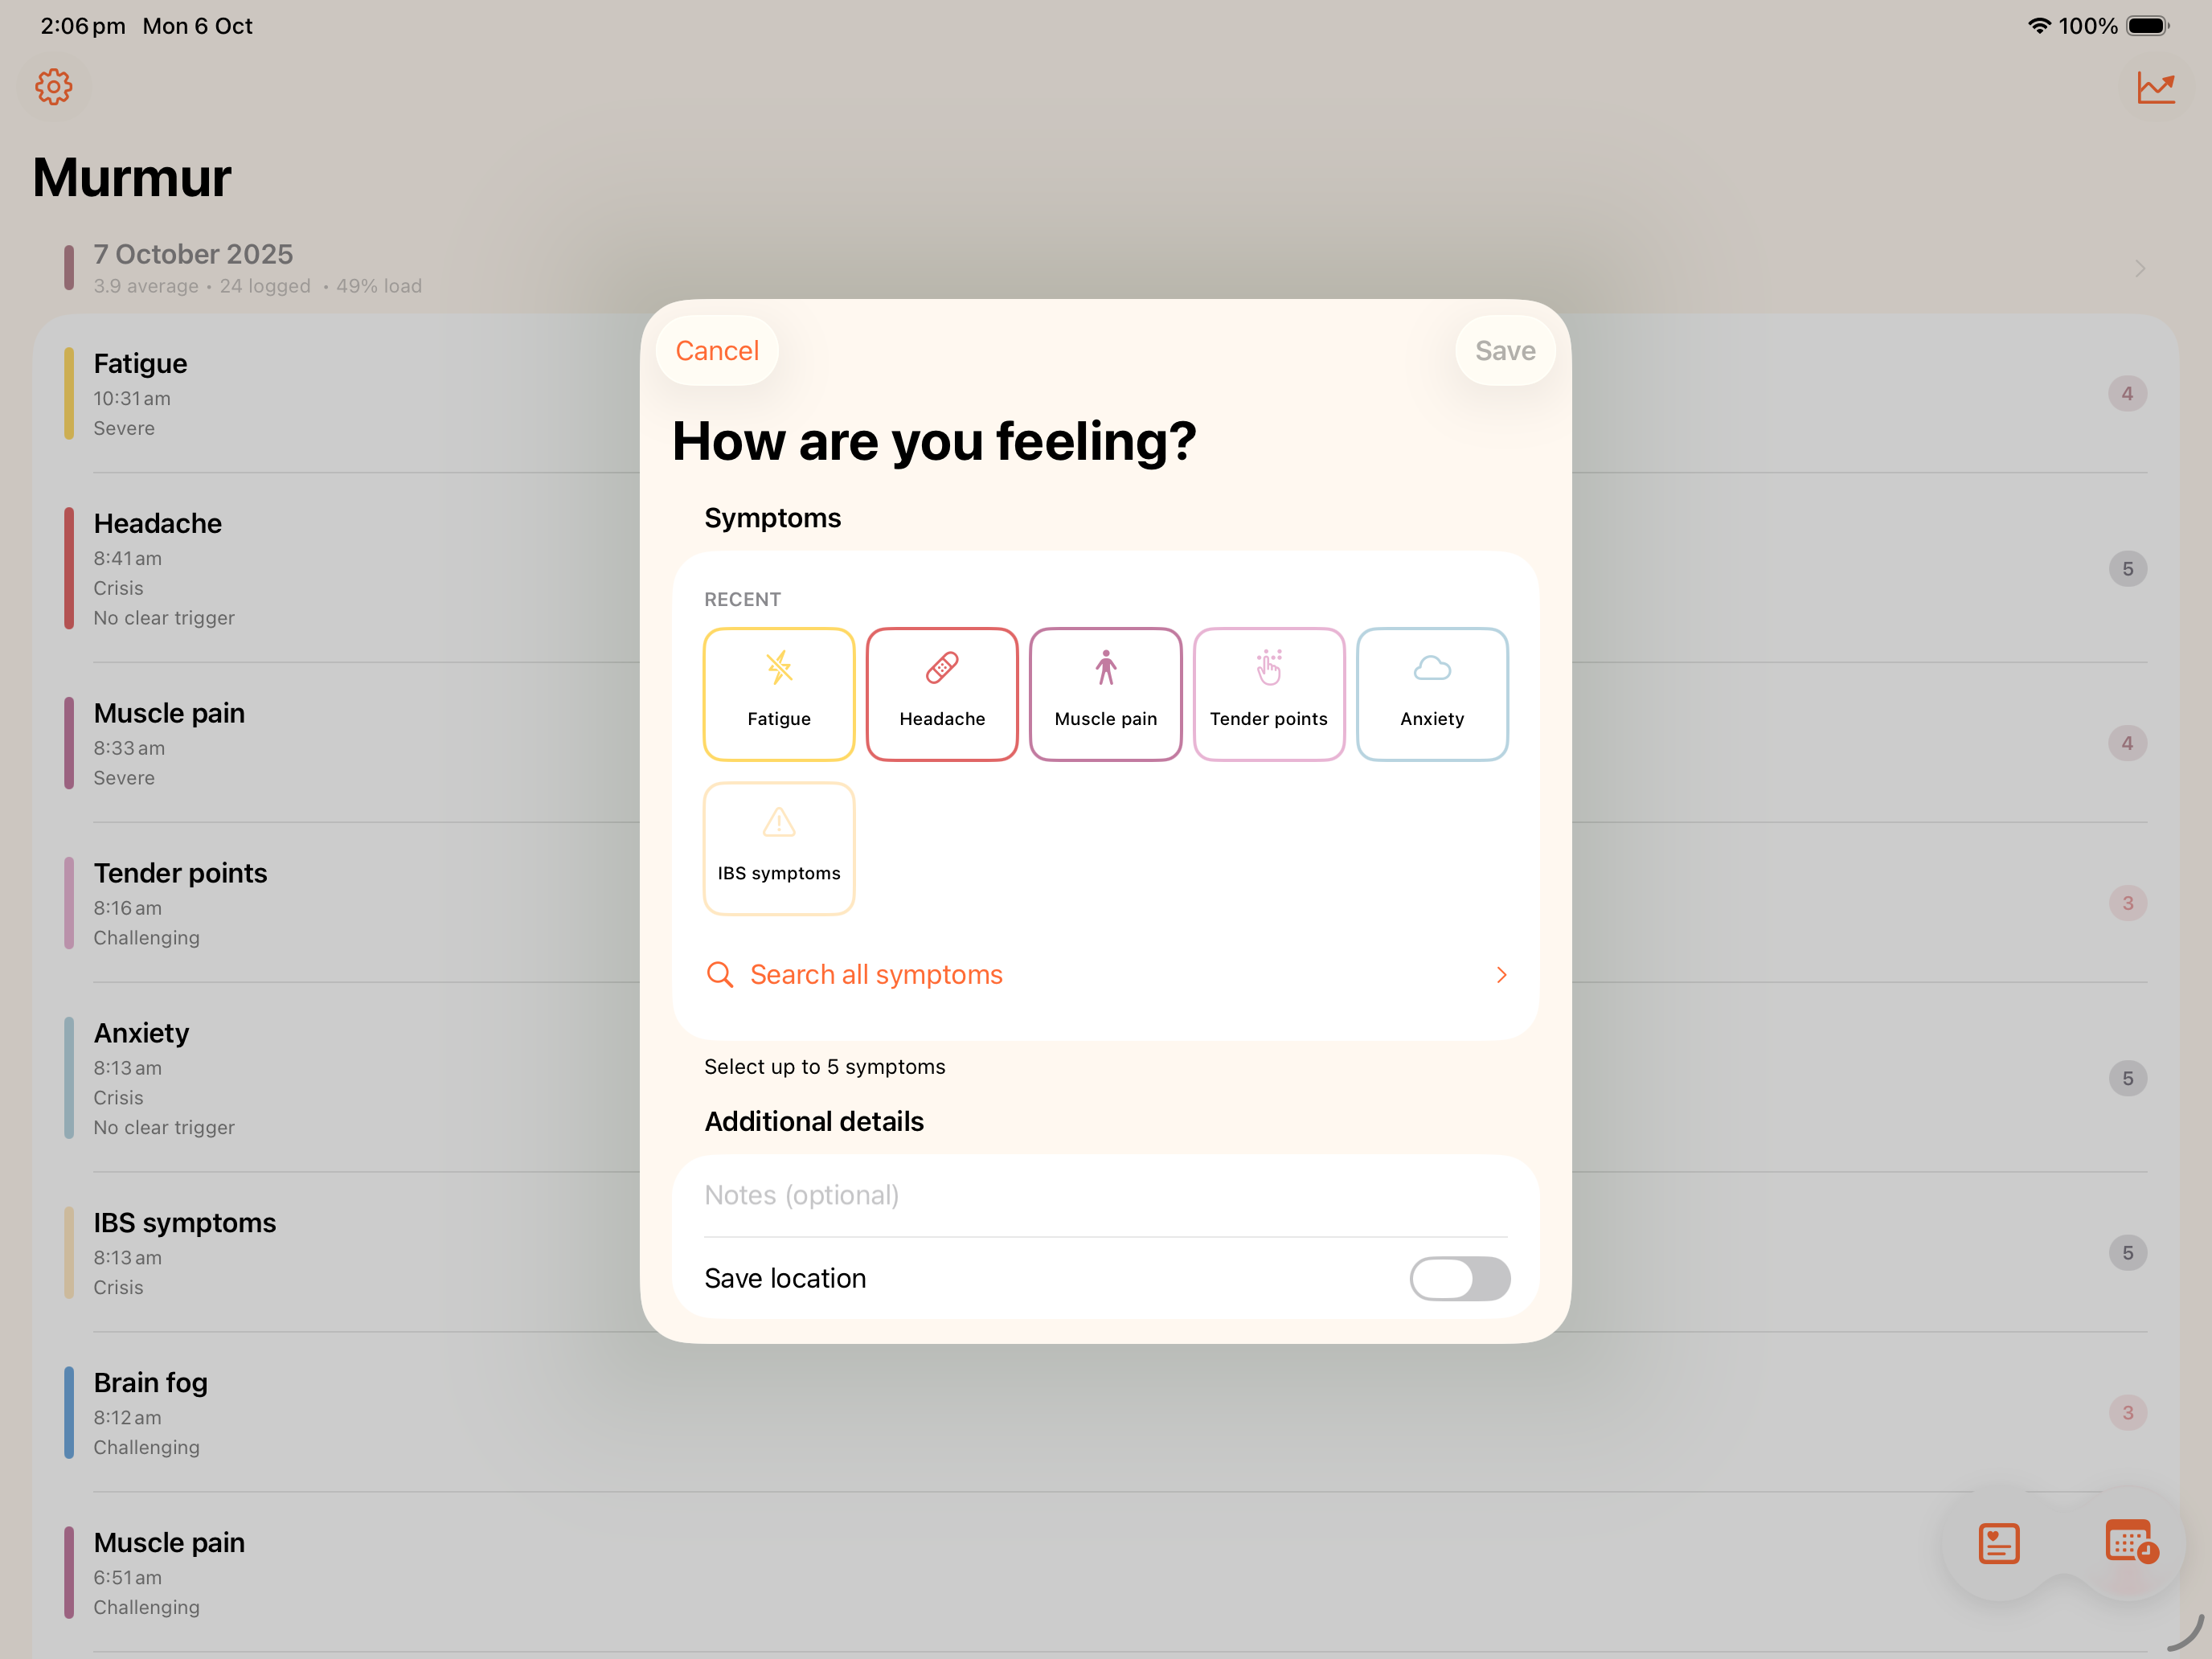 2:06 pm Mon 6 Oct
100%
Murmur
7 October 2025
3.9 average • 24 logged • 49% load
Fatigue
10:31 am
Severe
4
Headache
8:41 am
Crisis
No clear trigger
5
Muscle pain
8:33 am
Severe
4
Tender points
8:16 am
Challenging
3
Anxiety
8:13 am
Crisis
No clear trigger
5
IBS symptoms
8:13 am
Crisis
5
Brain fog
8:12 am
Challenging
3
Muscle pain
6:51 am
Challenging
Cancel
Save
How are you feeling?
Symptoms
RECENT
Fatigue
Headache
Muscle pain
Tender points
Anxiety
IBS symptoms
Search all symptoms
Select up to 5 symptoms
Additional details
Notes (optional)
Save location